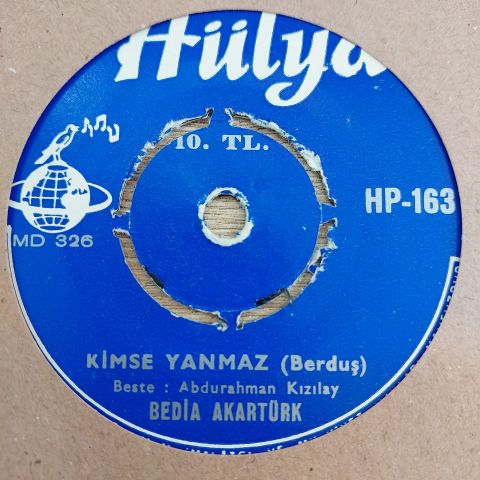 Hülya
10. TL.
HP-163
MD 326
KİMSE YANMAZ (Berduş)
Beste : Abdurahman Kızılay
BEDİA AKARTÜRK